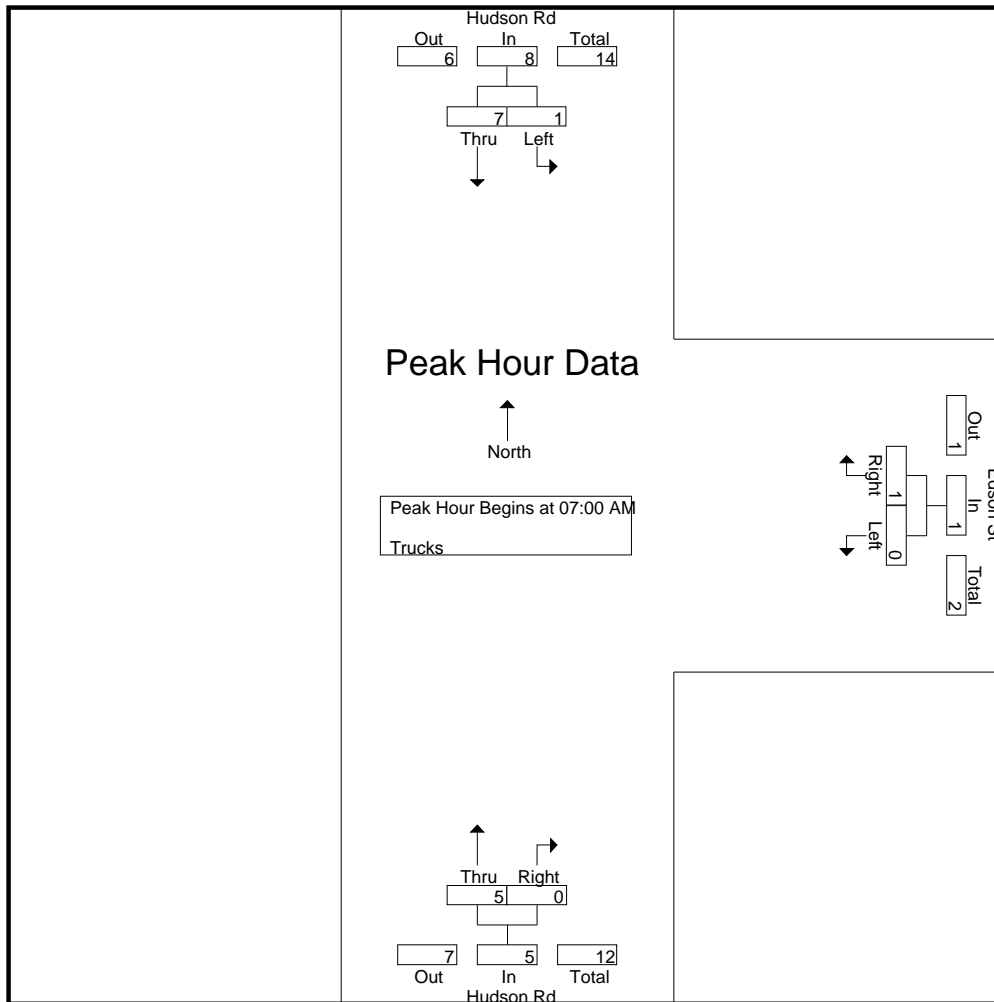 Hudson Rd
Out In Total
6 8 14
7 1
Thru Left
Peak Hour Data
North
Peak Hour Begins at 07:00 AM
Trucks
Out
1
In
1
Total
2
Right
1
Left
0
St
Thru Right
5 0
7 5 12
Out In Total
Hudson Rd